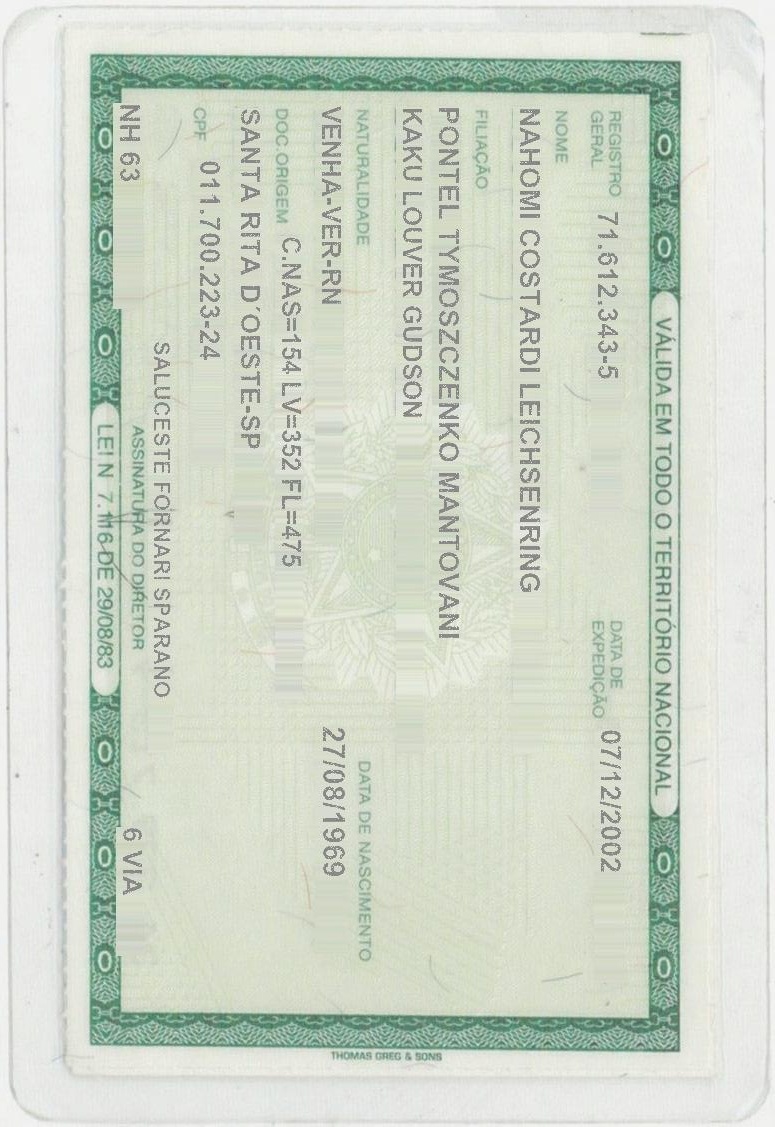 VÁLIDA EM TODO O TERRITÓRIO NACIONAL
REGISTRO GERAL 71.612.343-5 DATA DE EXPEDIÇÃO 07/12/2002
NOME
NAHOMI COSTARDI LEICHSENRING
FILIAÇÃO
PONTEL TYMOSZCZENKO MANTOVANI
KAKU LOUVER GUDSON
NATURALIDADE DATA DE NASCIMENTO
VENHA-VER-RN 27/08/1969
DOC.ORIGEM C.NAS=154 LV=352 FL=475
SANTA RITA D´OESTE-SP
CPF 011.700.223-24
SALUCESTE FORNARI SPARANO
ASSINATURA DO DIRETOR
NH 63 6 VIA
LEI N 7.116 DE 29/08/83
THOMAS GREG & SONS